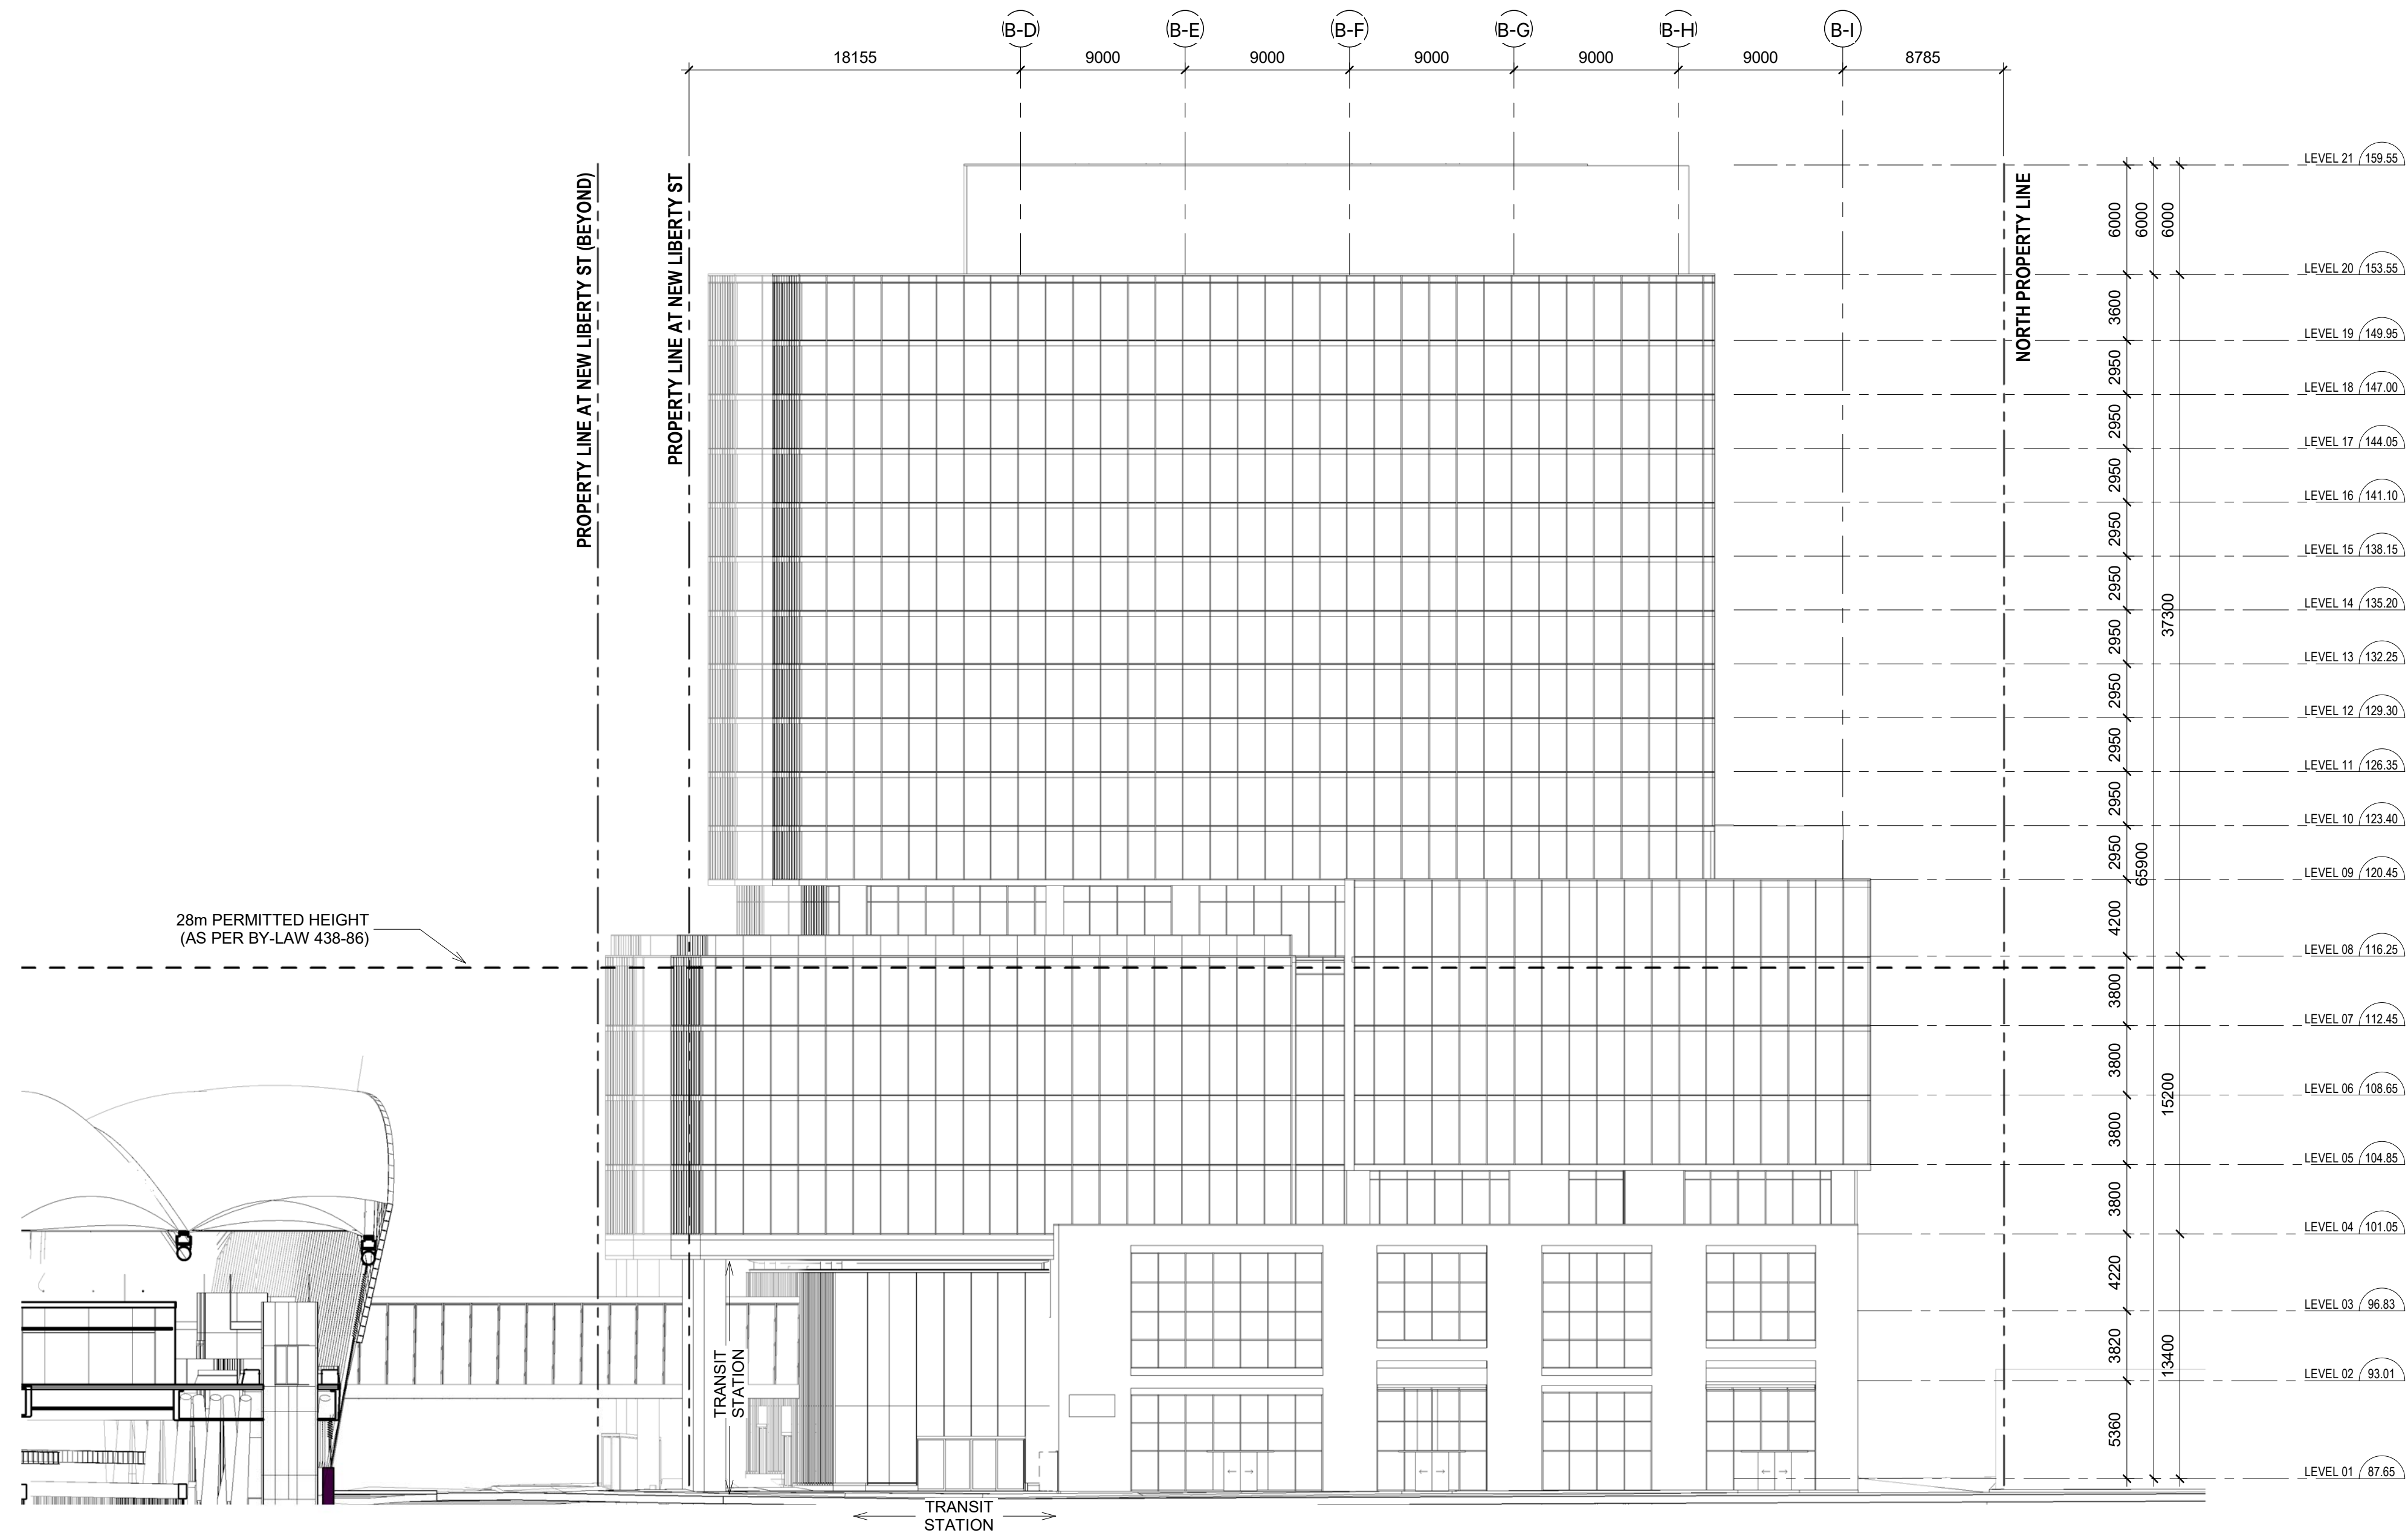 B-D
B-E
B-F
B-G
B-H
B-I
18155
9000
9000
9000
9000
9000
8785
PROPERTY LINE AT NEW LIBERTY ST (BEYOND)
PROPERTY LINE AT NEW LIBERTY ST
NORTH PROPERTY LINE
LEVEL 21 159.55
6000
6000
6000
LEVEL 20 153.55
3600
LEVEL 19 149.95
2950
LEVEL 18 147.00
2950
LEVEL 17 144.05
2950
LEVEL 16 141.10
2950
LEVEL 15 138.15
2950
LEVEL 14 135.20
2950
37300
LEVEL 13 132.25
2950
LEVEL 12 129.30
2950
LEVEL 11 126.35
2950
LEVEL 10 123.40
2950
65900
LEVEL 09 120.45
4200
28m PERMITTED HEIGHT
(AS PER BY-LAW 438-86)
LEVEL 08 116.25
3800
LEVEL 07 112.45
3800
LEVEL 06 108.65
15200
3800
LEVEL 05 104.85
3800
LEVEL 04 101.05
4220
LEVEL 03 96.83
3820
13400
LEVEL 02 93.01
5360
LEVEL 01 87.65
TRANSIT
STATION
TRANSIT
STATION